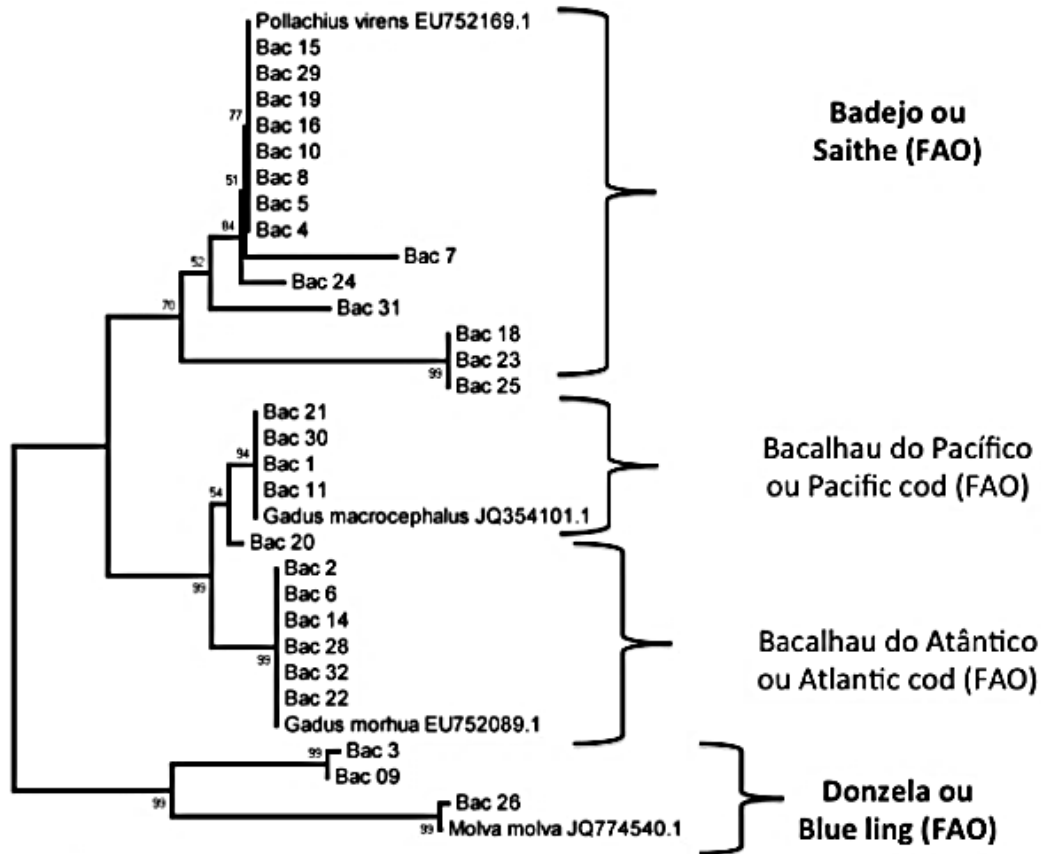 Pollachius virens EU752169.1
Bac 15
Bac 29
Bac 19
77
Bac 16
Bac 10
Bac 8
51
Bac 5
84
Bac 4
Bac 7
52
Bac 24
70
Bac 31
Bac 18
Bac 23
99
Bac 25
Badejo ou
Saithe (FAO)
Bac 21
Bac 30
94
Bac 1
Bac 11
54
Gadus macrocephalus JQ354101.1
Bac 20
99
Bacalhau do Pacífico
ou Pacific cod (FAO)
Bac 2
Bac 6
Bac 14
Bac 28
99
Bac 32
Bac 22
Gadus morhua EU752089.1
Bacalhau do Atântico
ou Atlantic cod (FAO)
99
Bac 3
Bac 09
99
Bac 26
99
Molva molva JQ774540.1
Donzela ou
Blue ling (FAO)